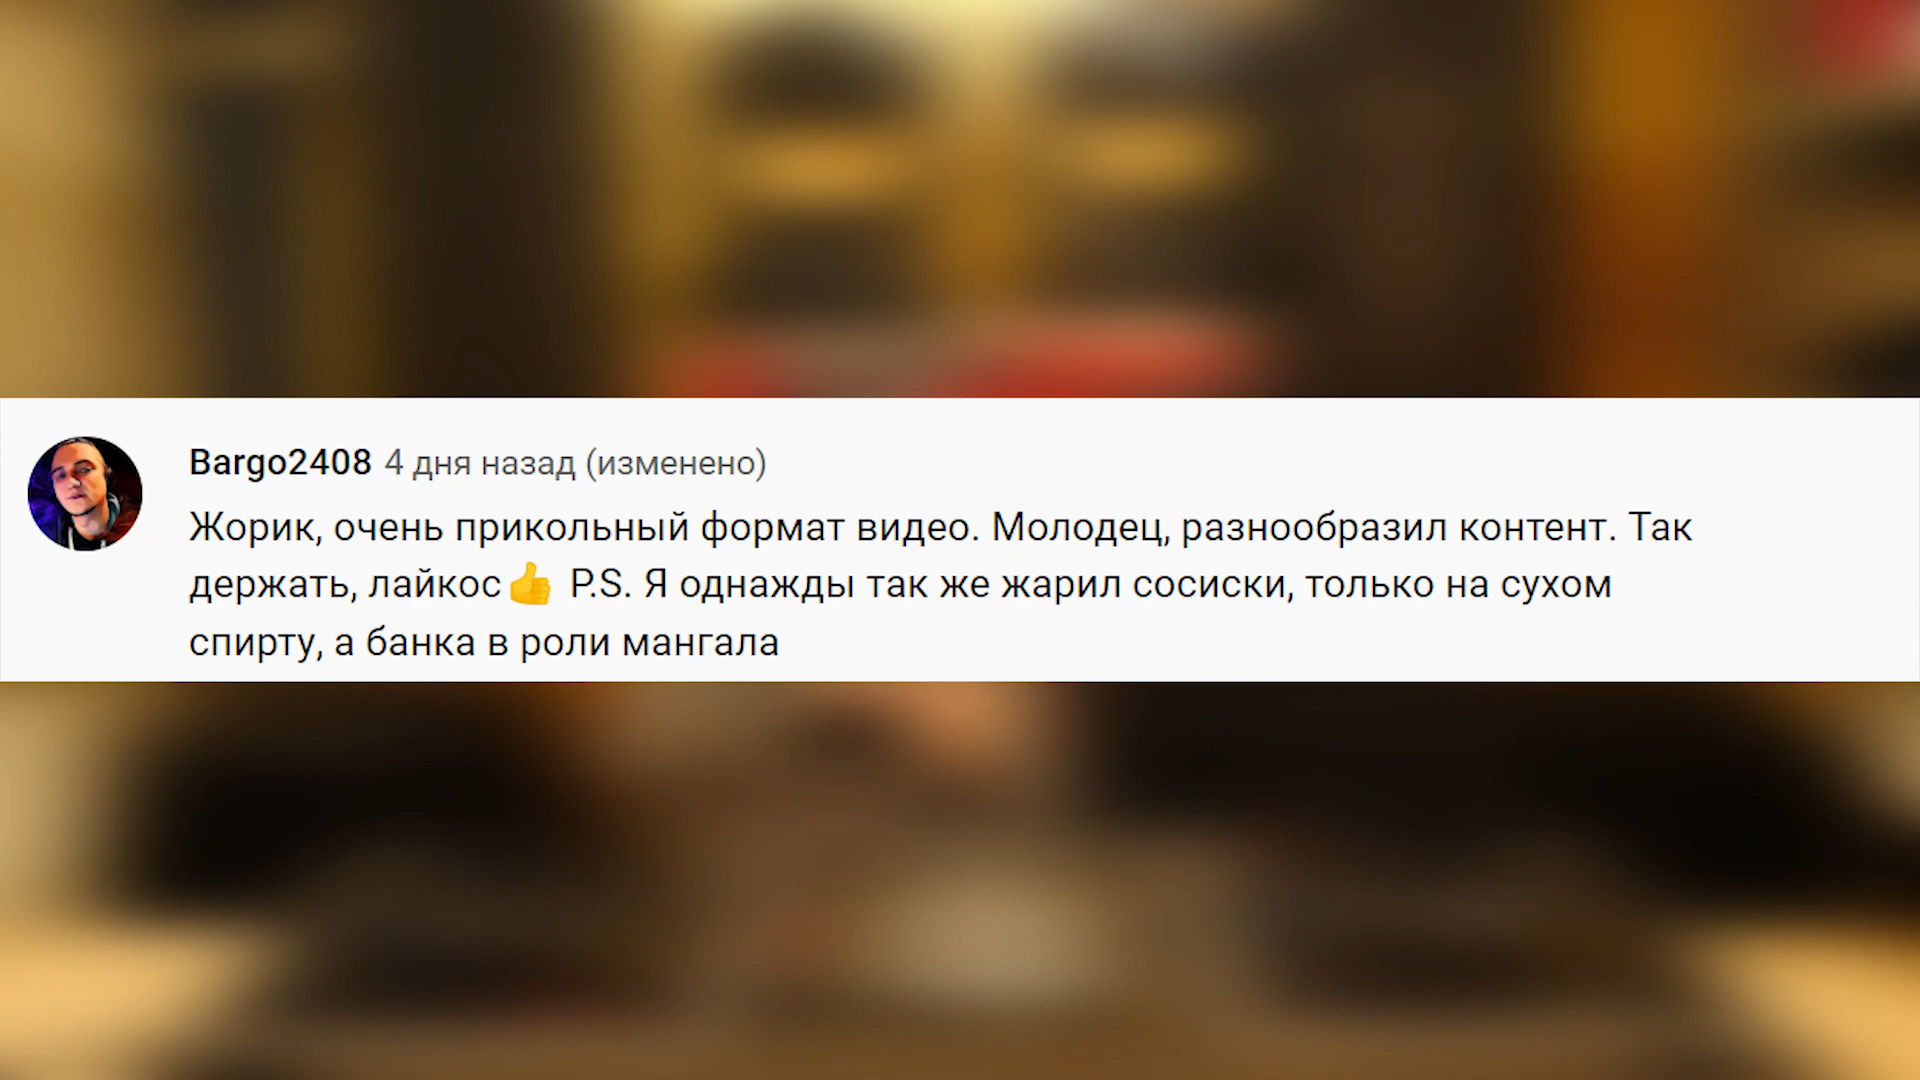 Bargo2408 4 дня назад (изменено)
Жорик, очень прикольный формат видео. Молодец, разнообразил контент. Так
держать, лайкос👍 P.S. Я однажды так же жарил сосиски, только на сухом
спирту, а банка в роли мангала